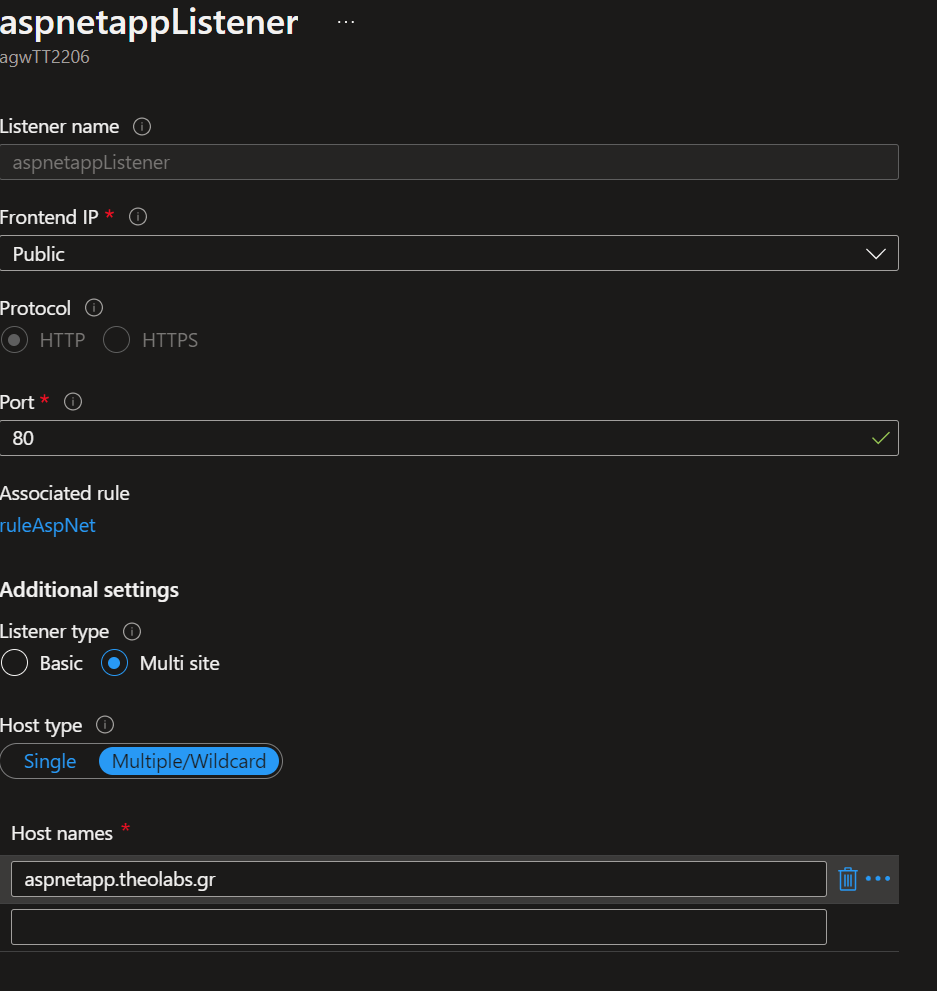 aspnetappListener ...
agwTT2206
Listener name
aspnetappListener
Frontend IP *
Public
Protocol
HTTP HTTPS
Port *
80
Associated rule
ruleAspNet
Additional settings
Listener type
Basic Multi site
Host type
Single Multiple/Wildcard
Host names *
aspnetapp.theolabs.gr